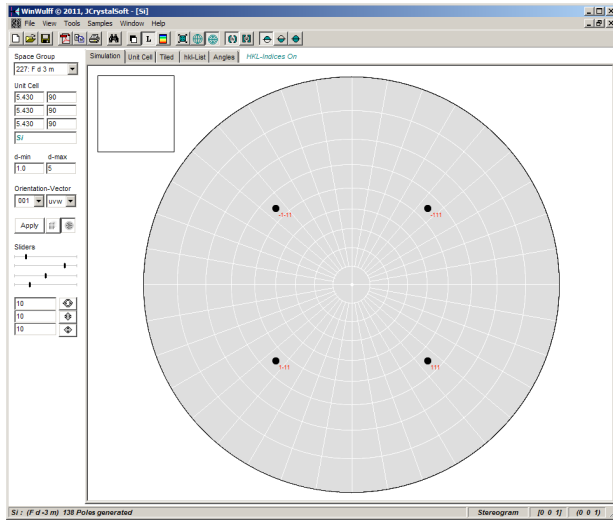 WinWulff © 2011, JCrystalSoft - [Si]
File View Tools Samples Window Help
L
Space Group
227: F d 3 m
Unit Cell
5.430 90
5.430 90
5.430 90
Si
d-min d-max
1.0 5
Orientation-Vector
001 uvw
Apply
Sliders
10
10
10
Simulation Unit Cell Tiled hkl-List Angles HKL-Indices On
-1-11 -111
1-11 111
Si : (F d -3 m) 138 Poles generated Stereogram [0 0 1] (0 0 1)